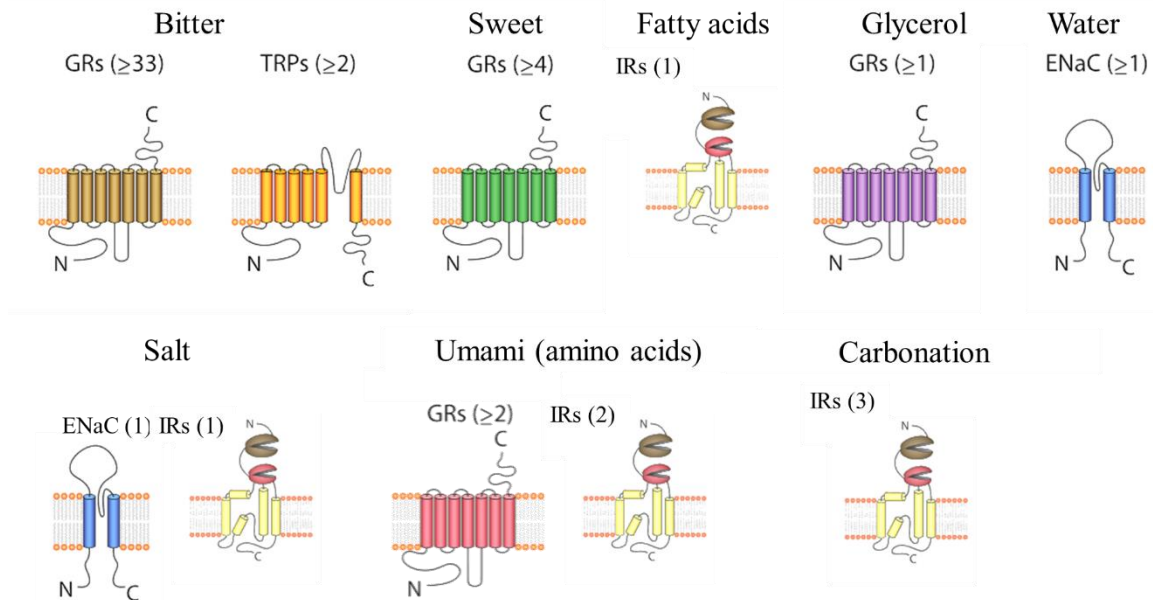 Bitter
Sweet
Fatty acids
Glycerol
Water
GRs (≥33)
TRPs (≥2)
GRs (≥4)
IRs (1)
GRs (≥1)
ENaC (≥1)
C
N
C
N
C
N
N
C
C
N
N
C
Salt
Umami (amino acids)
Carbonation
ENaC (1) IRs (1)
GRs (≥2)
IRs (2)
IRs (3)
N
C
N
C
C
N
N
C
N
C